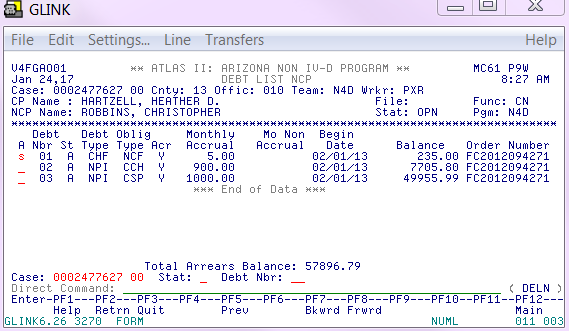 GLINK
File Edit Settings... Line Transfers Help
V4FGAO01 ** ATLAS II: ARIZONA NON IV-D PROGRAM ** MC61 P9W
Jan 24,17 DEBT LIST NCP 8:27 AM
Case: 0002477627 00 Cnty: 13 Offic: 010 Team: N4D Wrkr: PXR
CP Name : HARTZELL, HEATHER D. File: Func: CN
NCP Name: ROBBINS, CHRISTOPHER Stat: OPN Pgm: N4D
*******************************************************************************
Debt Debt Oblig Monthly Mo Non Begin
A Nbr St Type Type Acr Accrual Accrual Date Balance Order Number
s 01 A CHF NCF Y 5.00 02/01/13 235.00 FC2012094271
_ 02 A NPI CCH Y 900.00 02/01/13 7705.80 FC2012094271
_ 03 A NPI CSP Y 1000.00 02/01/13 49955.99 FC2012094271
*** End of Data ***
Total Arrears Balance: 57896.79
Case: 0002477627 00 Stat: _ Debt Nbr: __
Direct Command: ______________________________________________________ ( DELN )
Enter-PF1---PF2---PF3---PF4---PF5---PF6---PF7---PF8---PF9---PF10--PF11--PF12---
Help Retrn Quit Prev Bkwrd Frwrd Main
GLINK6.26 3270 FORM NUML 011 003